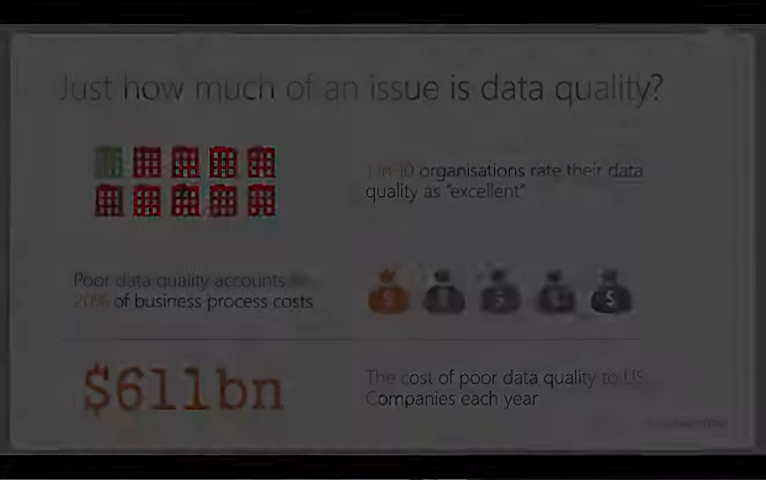 Just how much of an issue is data quality?
1 in 10 organisations rate their data
quality as "excellent"
Poor data quality accounts
20% of business process costs
$611bn
The cost of poor data quality to US
Companies each year